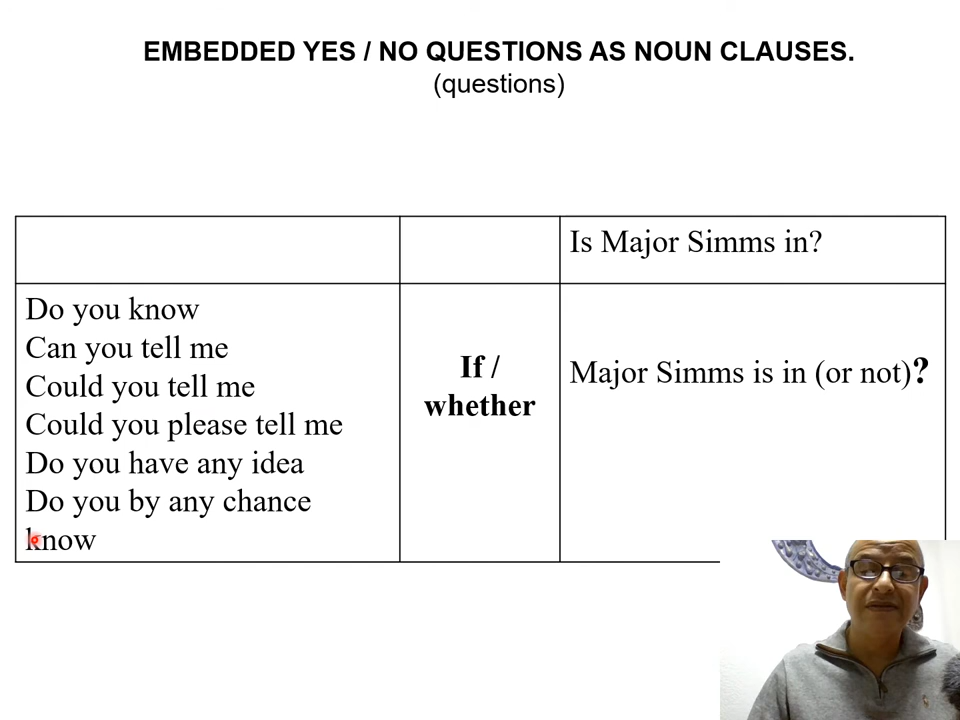 EMBEDDED YES / NO QUESTIONS AS NOUN CLAUSES.
(questions)
Is Major Simms in?
Do you know
Can you tell me
Could you tell me
Could you please tell me
Do you have any idea
Do you by any chance
know
If /
whether
Major Simms is in (or not)?